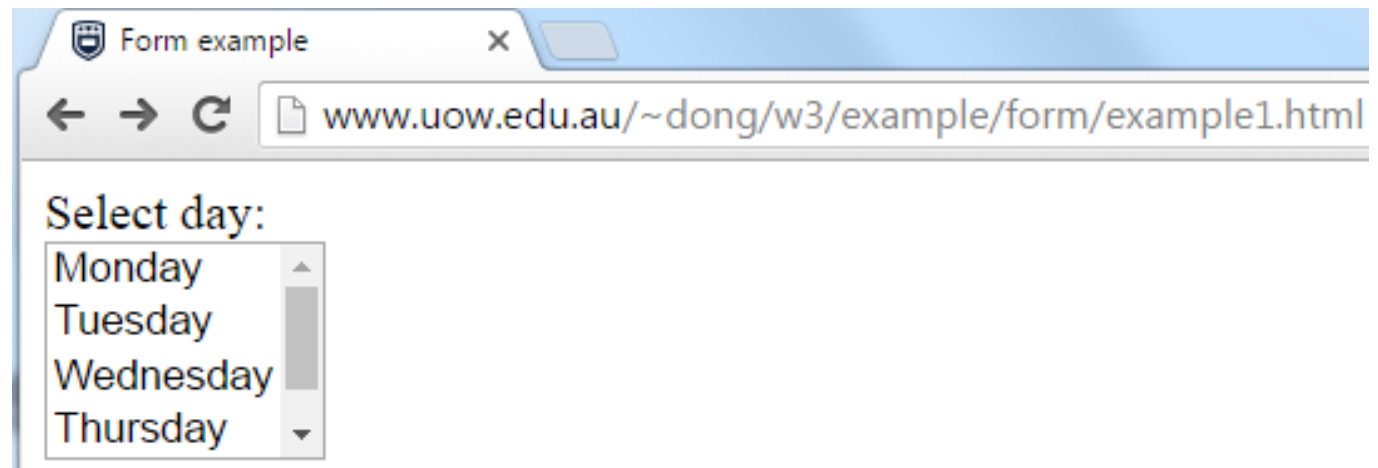 Form example
www.uow.edu.au/~dong/w3/example/form/example1.html
Select day:
Monday
Tuesday
Wednesday
Thursday